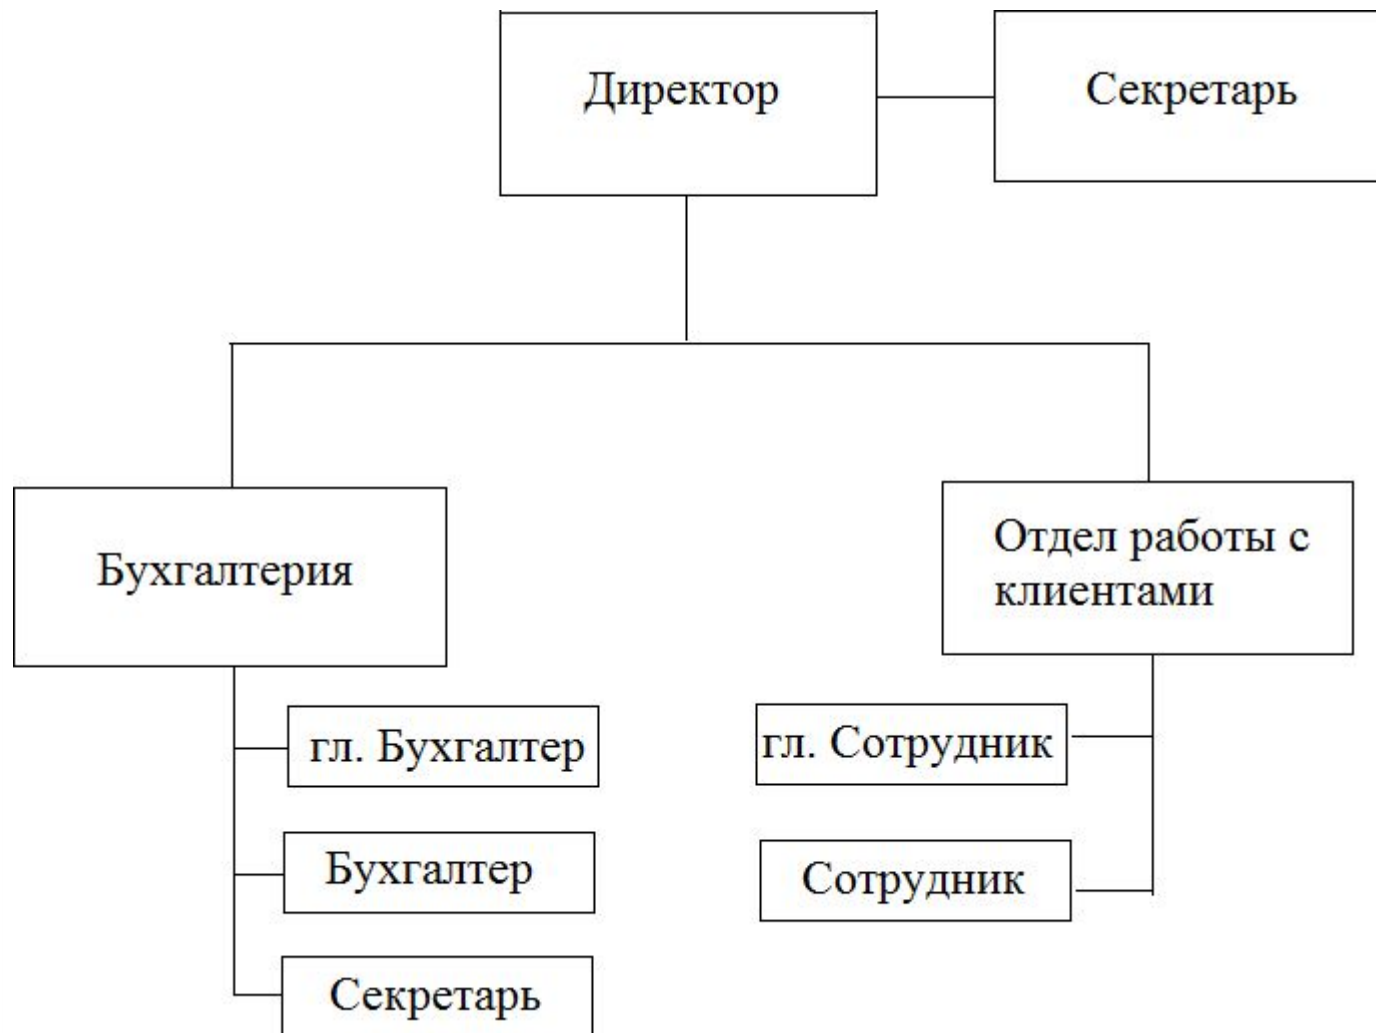 Директор
Секретарь
Бухгалтерия
Отдел работы с
клиентами
гл. Бухгалтер
Бухгалтер
Секретарь
гл. Сотрудник
Сотрудник